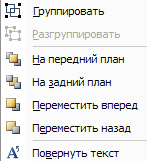 Группировать
Разгруппировать
На передний план
На задний план
Переместить вперед
Переместить назад
Повернуть текст